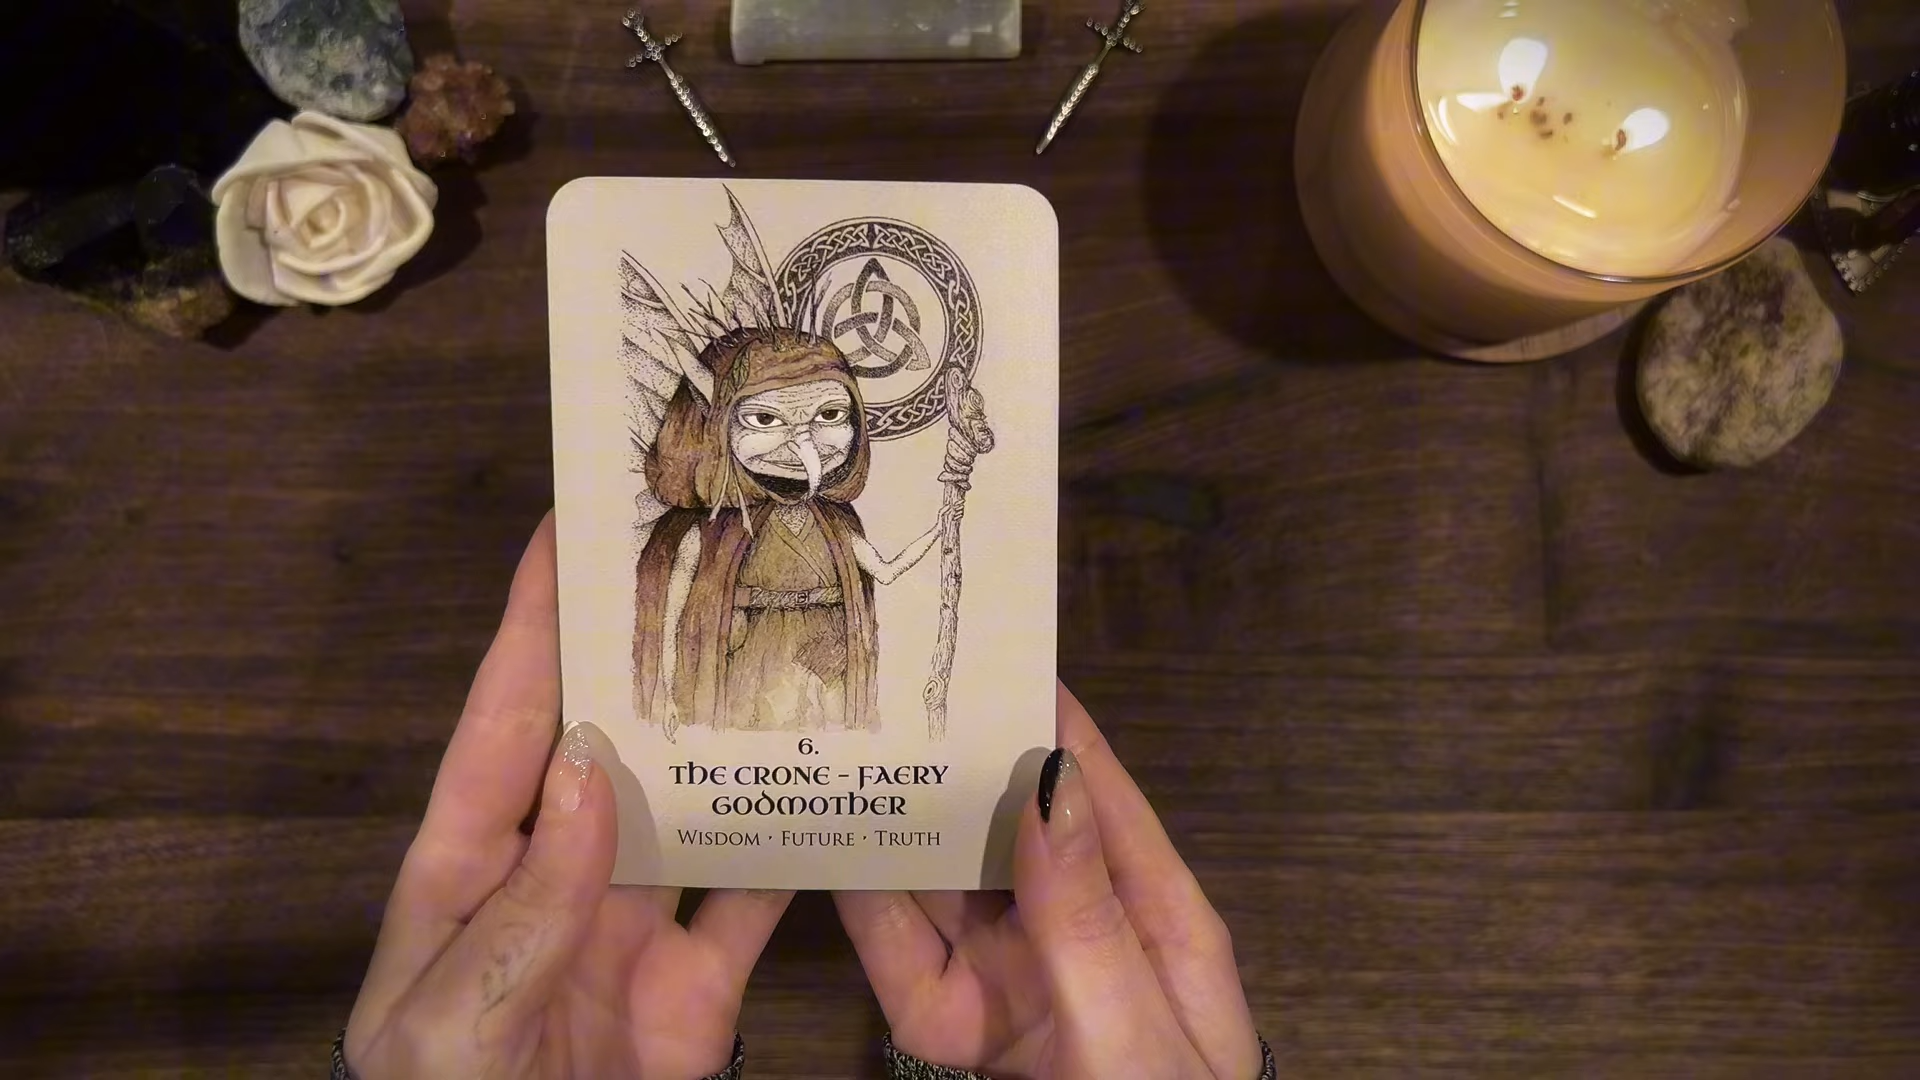 6.
The Crone - Faery
Godmother
Wisdom · Future · Truth